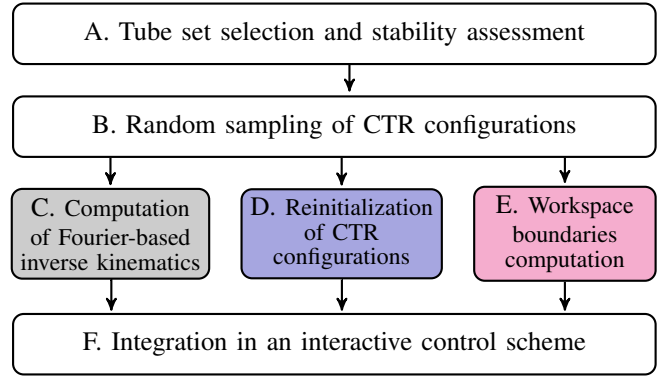 A. Tube set selection and stability assessment
B. Random sampling of CTR configurations
C. Computation
of Fourier-based
inverse kinematics
D. Reinitialization
of CTR
configurations
E. Workspace
boundaries
computation
F. Integration in an interactive control scheme